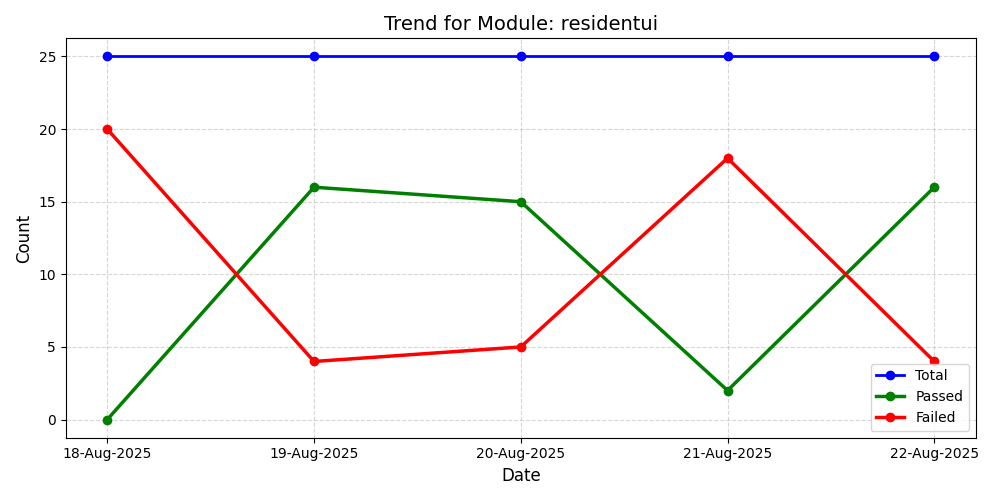 Trend for Module: residentui
25
20
15
10
5
0
Count
18-Aug-2025
19-Aug-2025
20-Aug-2025
21-Aug-2025
22-Aug-2025
Date
Total
Passed
Failed